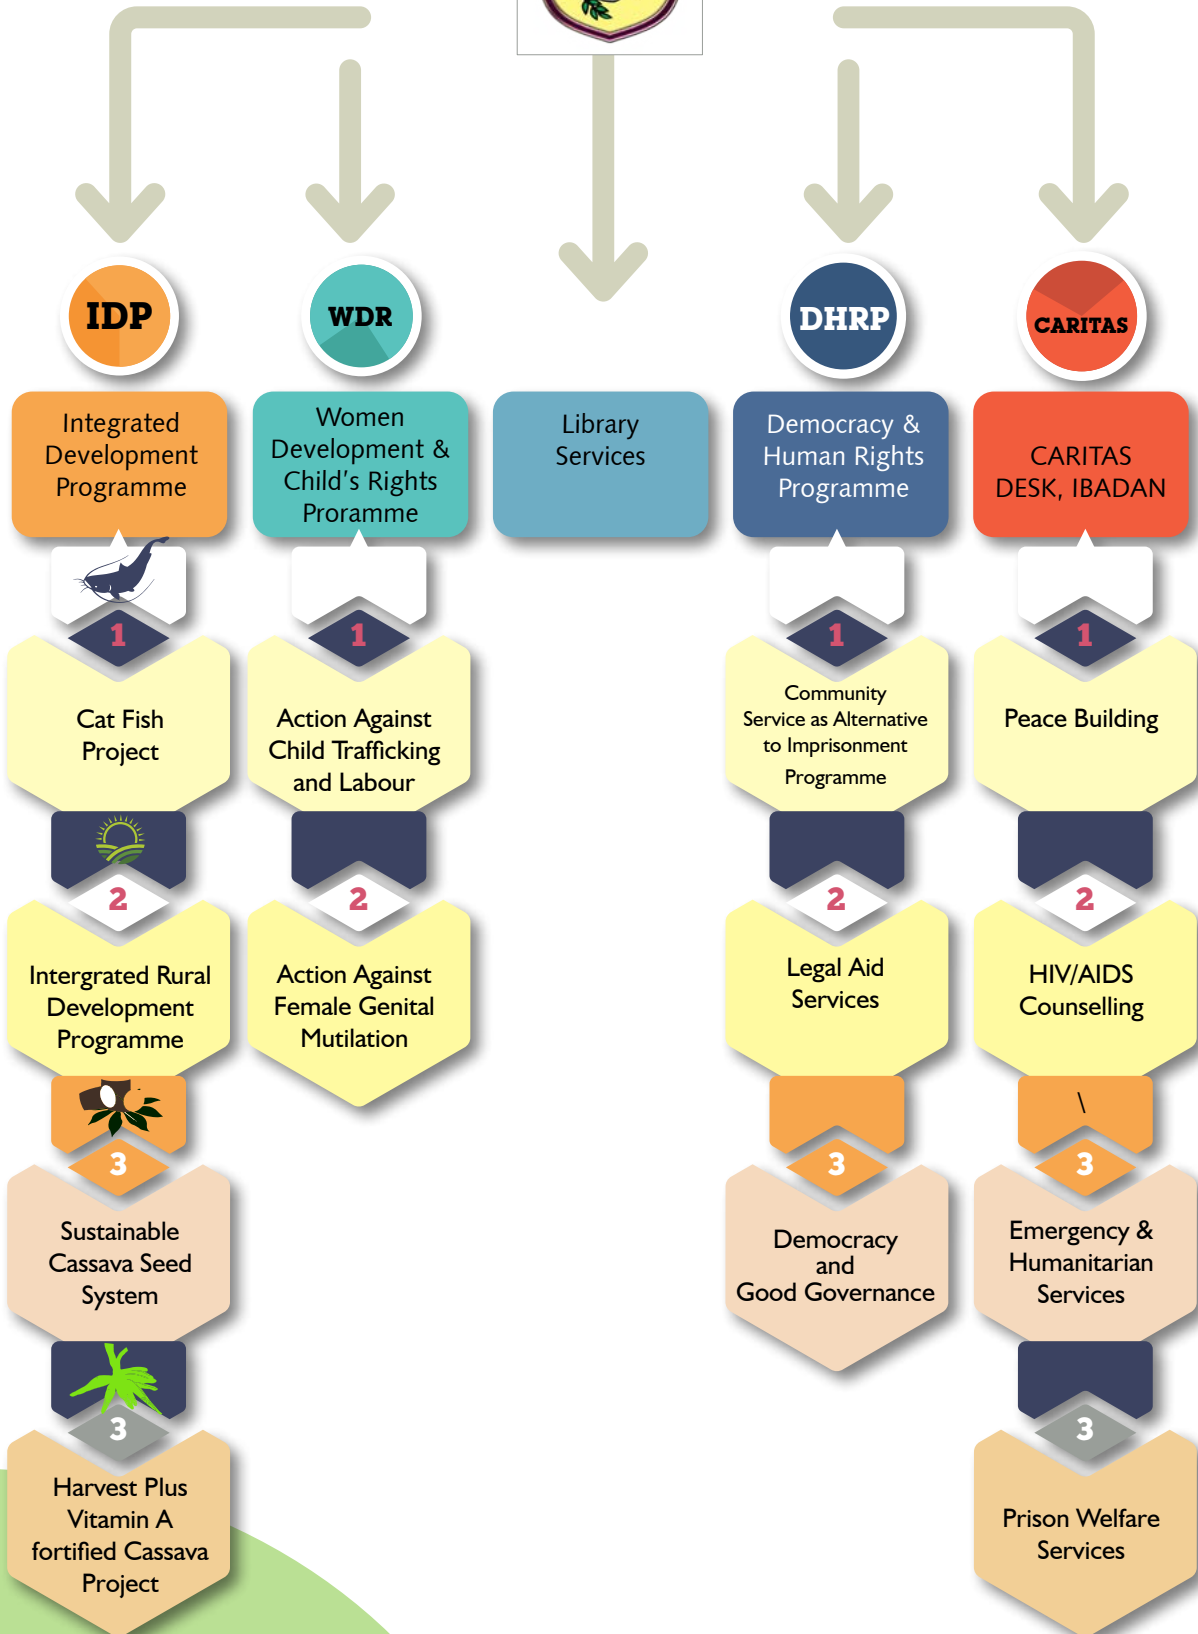 IDP
WDR
DHRP
CARITAS
Integrated
Development
Programme
Women
Development &
Child's Rights
Proramme
Library
Services
Democracy &
Human Rights
Programme
CARITAS
DESK, IBADAN
1
Cat Fish
Project
2
Intergrated Rural
Development
Programme
3
Sustainable
Cassava Seed
System
3
Harvest Plus
Vitamin A
fortified Cassava
Project
1
Action Against
Child Trafficking
and Labour
2
Action Against
Female Genital
Mutilation
1
Community
Service as Alternative
to Imprisonment
Programme
2
Legal Aid
Services
3
Democracy
and
Good Governance
1
Peace Building
2
HIV/AIDS
Counselling
\
3
Emergency &
Humanitarian
Services
3
Prison Welfare
Services